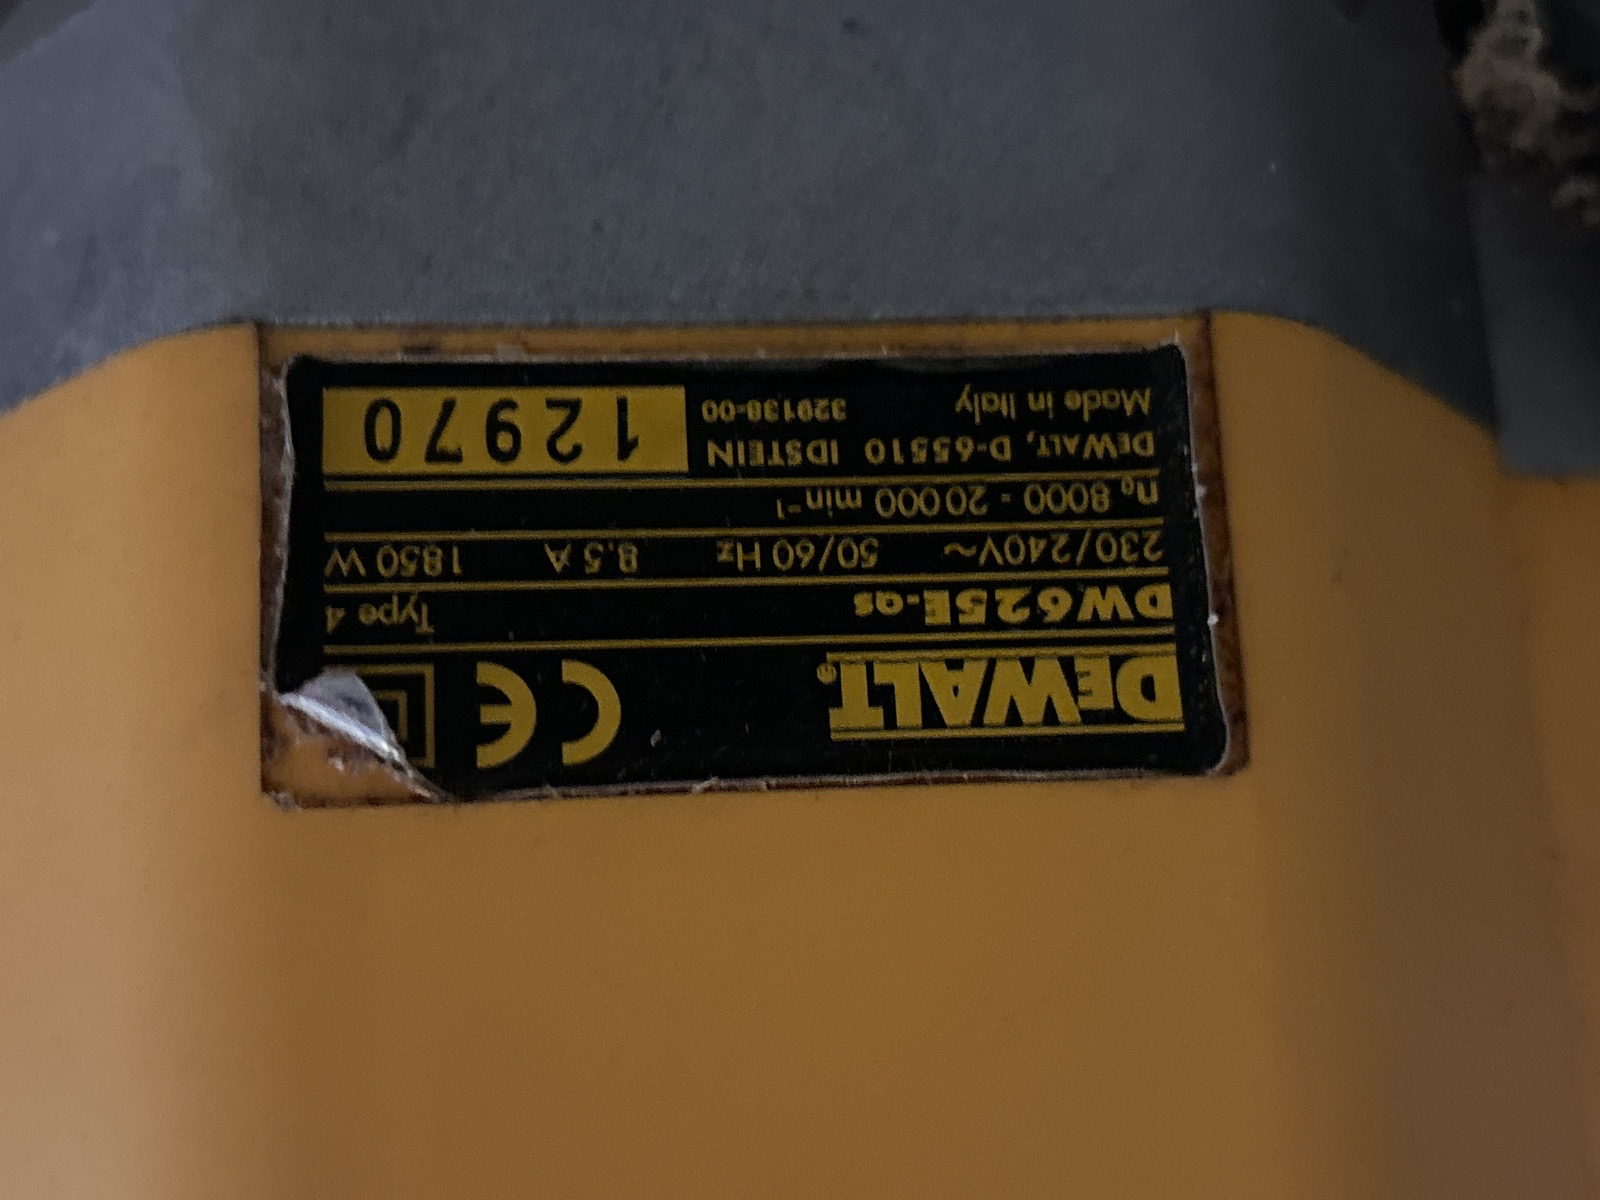 DEWALT®
CE
DW625E-qs Type 4
230/240V~ 50/60 Hz 8.5 A 1850 W
n₀ 8000 - 20000 min⁻¹
DEWALT, D-65510 IDSTEIN
Made in Italy 329138-00
12970